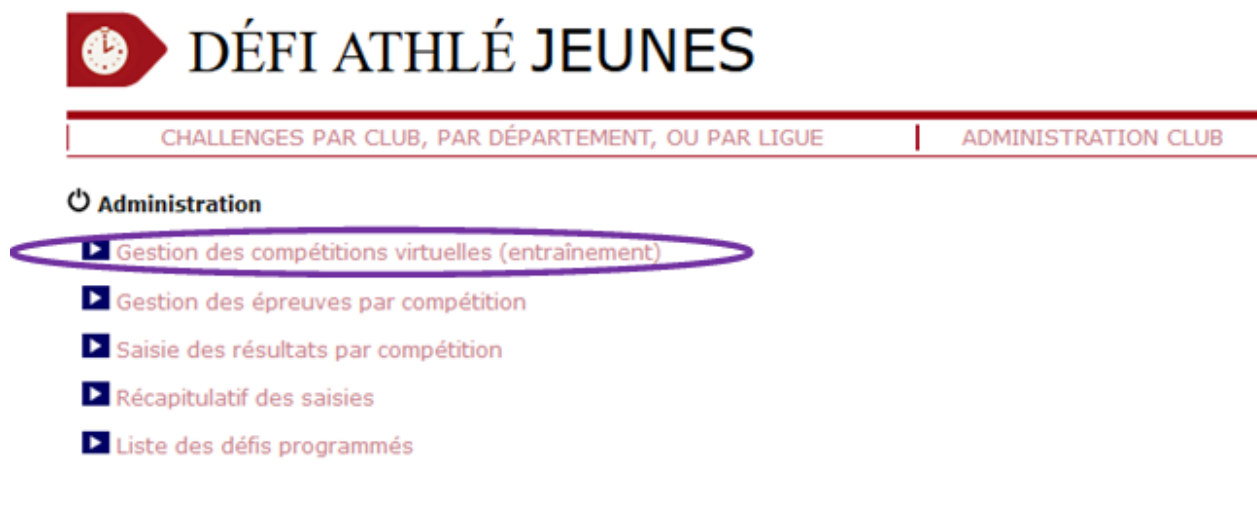 DÉFI ATHLÉ JEUNES
CHALLENGES PAR CLUB, PAR DÉPARTEMENT, OU PAR LIGUE
ADMINISTRATION CLUB
Administration
Gestion des compétitions virtuelles (entraînement)
Gestion des épreuves par compétition
Saisie des résultats par compétition
Récapitulatif des saisies
Liste des défis programmés